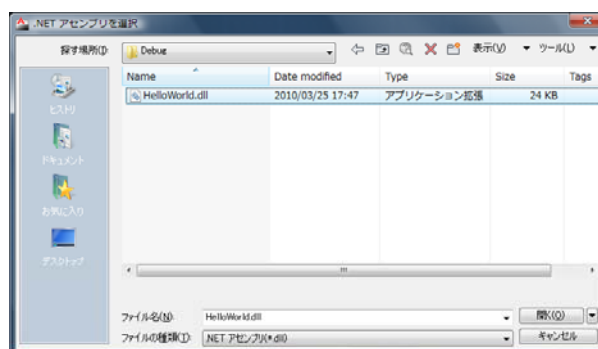 .NET アセンブリを選択
探す場所(I):
Debug
表示(V)
ツール(L)
Name
Date modified
Type
Size
Tags
HelloWorld.dll
2010/03/25 17:47
アプリケーション拡張
24 KB
ヒストリ
ドキュメント
お気に入り
デスクトップ
ファイル名(N):
HelloWorld.dll
開く(O)
ファイルの種類(T):
.NET アセンブリ(*.dll)
キャンセル